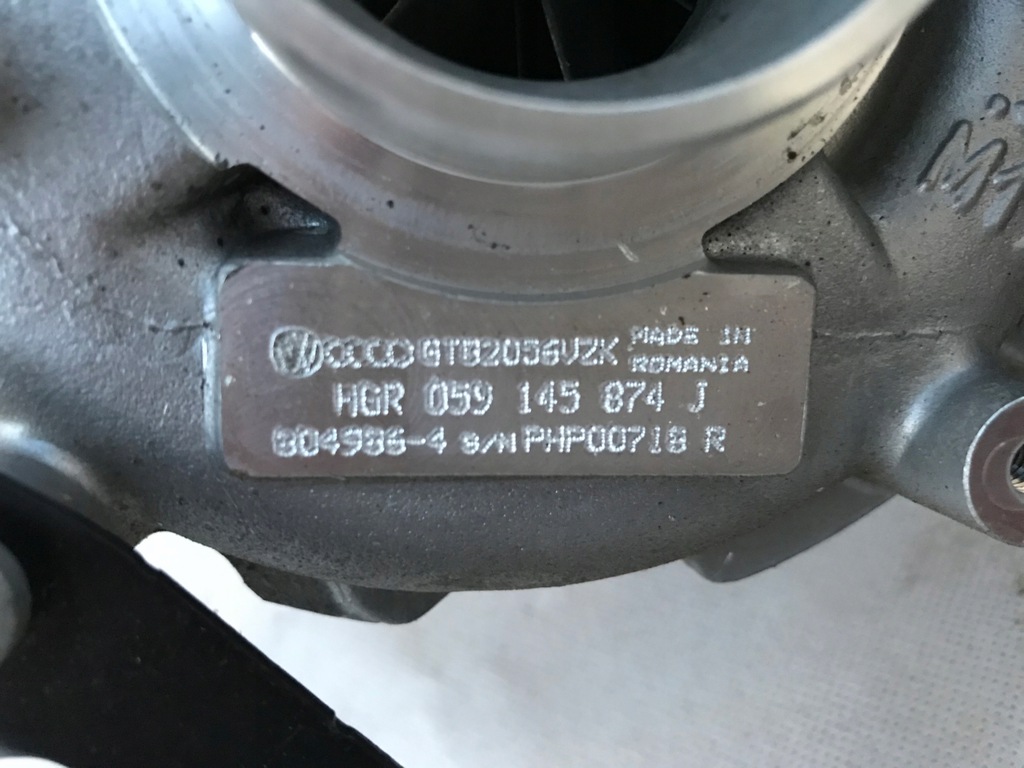 GTB2056VZK MADE IN
ROMANIA
HGR 059 145 874 J
804986-4 S/N PHP00718 R